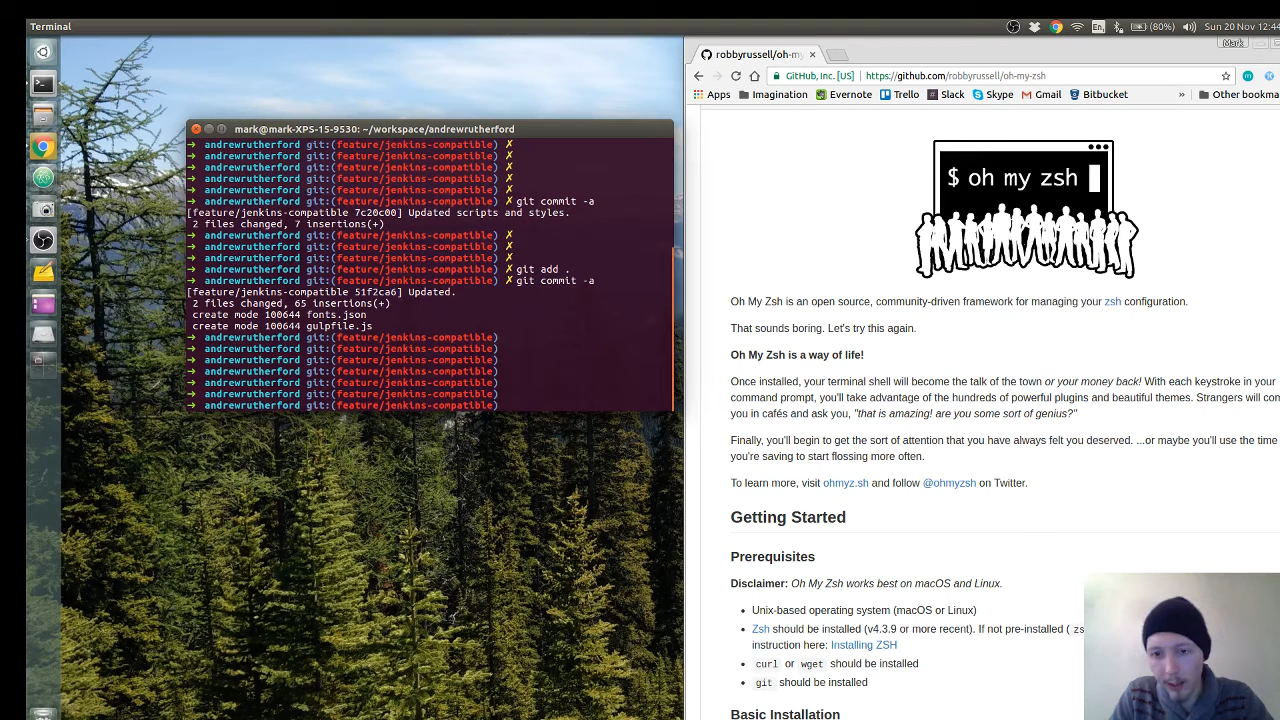 Terminal
En
(80%)
Sun 20 Nov 12:44
mark@mark-XPS-15-9530: ~/workspace/andrewrutherford
➜ andrewrutherford git:(feature/jenkins-compatible) ✗
➜ andrewrutherford git:(feature/jenkins-compatible) ✗
➜ andrewrutherford git:(feature/jenkins-compatible) ✗
➜ andrewrutherford git:(feature/jenkins-compatible) ✗
➜ andrewrutherford git:(feature/jenkins-compatible) ✗
➜ andrewrutherford git:(feature/jenkins-compatible) ✗ git commit -a
[feature/jenkins-compatible 7c20c00] Updated scripts and styles.
2 files changed, 7 insertions(+)
➜ andrewrutherford git:(feature/jenkins-compatible) ✗
➜ andrewrutherford git:(feature/jenkins-compatible) ✗
➜ andrewrutherford git:(feature/jenkins-compatible) ✗
➜ andrewrutherford git:(feature/jenkins-compatible) ✗ git add .
➜ andrewrutherford git:(feature/jenkins-compatible) ✗ git commit -a
[feature/jenkins-compatible 51f2ca6] Updated.
2 files changed, 65 insertions(+)
create mode 100644 fonts.json
create mode 100644 gulpfile.js
➜ andrewrutherford git:(feature/jenkins-compatible)
➜ andrewrutherford git:(feature/jenkins-compatible)
➜ andrewrutherford git:(feature/jenkins-compatible)
➜ andrewrutherford git:(feature/jenkins-compatible)
➜ andrewrutherford git:(feature/jenkins-compatible)
➜ andrewrutherford git:(feature/jenkins-compatible)
➜ andrewrutherford git:(feature/jenkins-compatible)
Mark
robbyrussell/oh-my
GitHub, Inc. [US] https://github.com/robbyrussell/oh-my-zsh
Apps Imagination Evernote Trello Slack Skype Gmail Bitbucket » Other bookma
$ oh my zsh
Oh My Zsh is an open source, community-driven framework for managing your zsh configuration.
That sounds boring. Let's try this again.
Oh My Zsh is a way of life!
Once installed, your terminal shell will become the talk of the town or your money back! With each keystroke in your
command prompt, you'll take advantage of the hundreds of powerful plugins and beautiful themes. Strangers will com
you in cafés and ask you, "that is amazing! are you some sort of genius?"
Finally, you'll begin to get the sort of attention that you have always felt you deserved. ...or maybe you'll use the time
you're saving to start flossing more often.
To learn more, visit ohmyz.sh and follow @ohmyzsh on Twitter.
Getting Started
Prerequisites
Disclaimer: Oh My Zsh works best on macOS and Linux.
• Unix-based operating system (macOS or Linux)
• Zsh should be installed (v4.3.9 or more recent). If not pre-installed ( zs
instruction here: Installing ZSH
• curl or wget should be installed
• git should be installed
Basic Installation